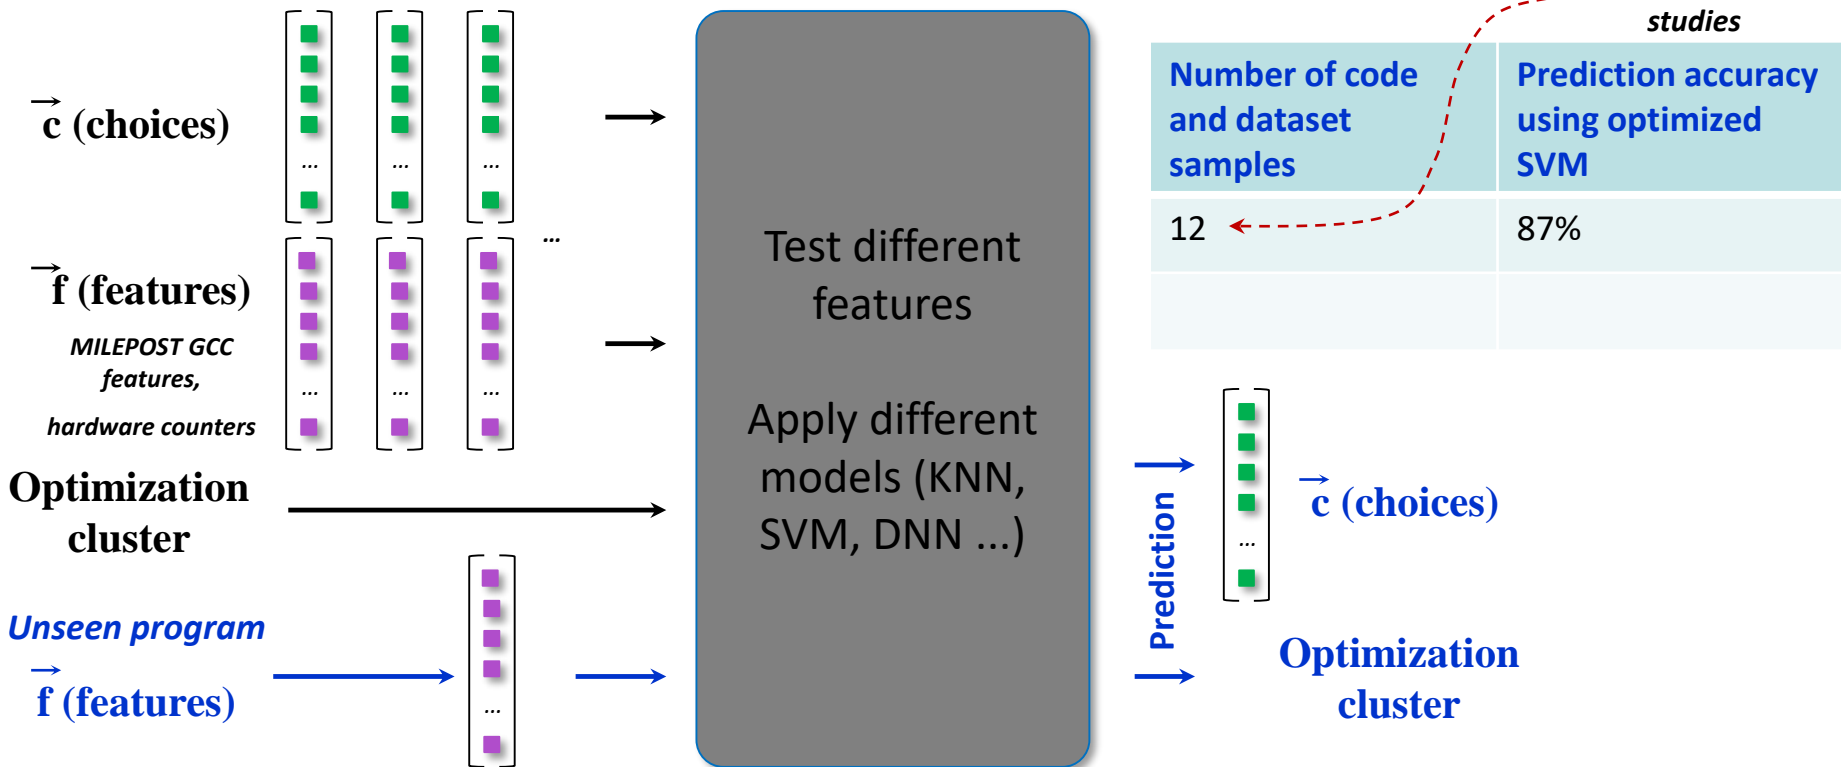 c (choices)
...
...
...
...
f (features)
MILEPOST GCC
features,
hardware counters
...
...
...
Optimization
cluster
Unseen program
f (features)
...
Test different
features
Apply different
models (KNN,
SVM, DNN ...)
studies
Number of code
and dataset
samples
Prediction accuracy
using optimized
SVM
12
87%
Prediction
...
c (choices)
Optimization
cluster